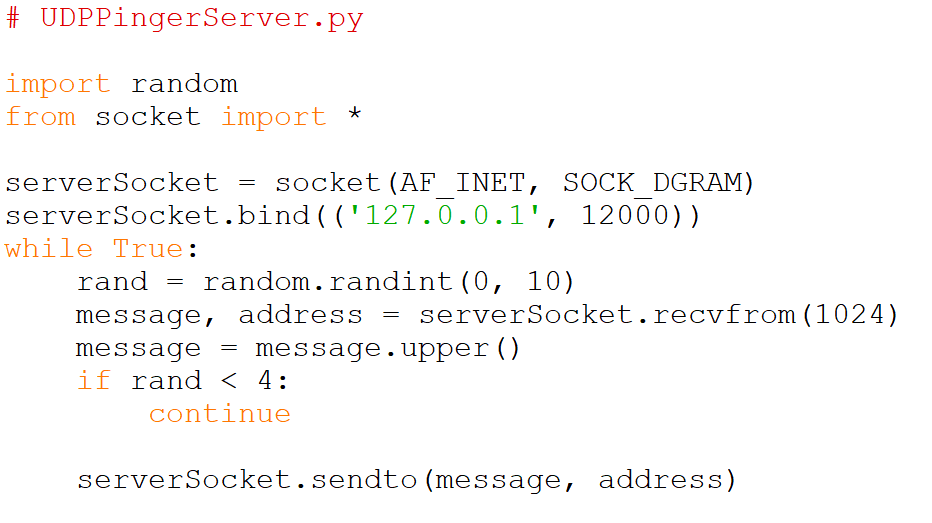 # UDPPingerServer.py
import random
from socket import *
serverSocket = socket(AF_INET, SOCK_DGRAM)
serverSocket.bind(('127.0.0.1', 12000))
while True:
    rand = random.randint(0, 10)
    message, address = serverSocket.recvfrom(1024)
    message = message.upper()
    if rand < 4:
        continue
    serverSocket.sendto(message, address)